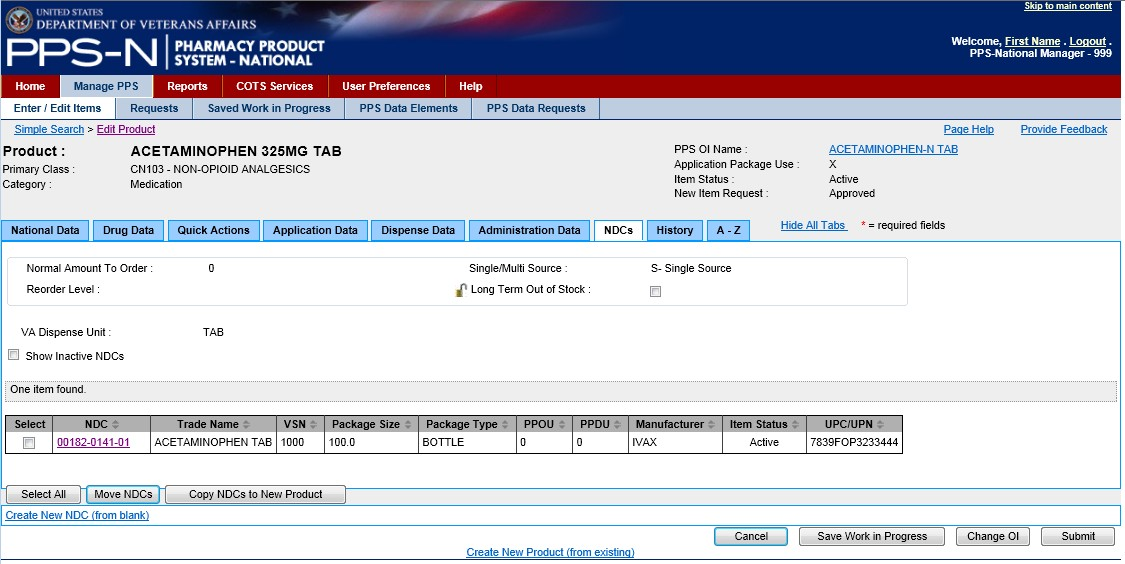 UNITED STATES
DEPARTMENT OF VETERANS AFFAIRS
PPS-N | PHARMACY PRODUCT SYSTEM - NATIONAL
Skip to main content
Welcome, First Name . Logout .
PPS-National Manager - 999
Home Manage PPS Reports COTS Services User Preferences Help
Enter / Edit Items Requests Saved Work in Progress PPS Data Elements PPS Data Requests
Simple Search > Edit Product Page Help Provide Feedback
Product : ACETAMINOPHEN 325MG TAB
Primary Class : CN103 - NON-OPIOID ANALGESICS
Category : Medication
PPS OI Name : ACETAMINOPHEN-N TAB
Application Package Use : X
Item Status : Active
New Item Request : Approved
National Data Drug Data Quick Actions Application Data Dispense Data Administration Data NDCs History A - Z Hide All Tabs * = required fields
Normal Amount To Order : 0 Single/Multi Source : S- Single Source
Reorder Level : Long Term Out of Stock :
VA Dispense Unit : TAB
Show Inactive NDCs
One item found.
Select NDC Trade Name VSN Package Size Package Type PPOU PPDU Manufacturer Item Status UPC/UPN
00182-0141-01 ACETAMINOPHEN TAB 1000 100.0 BOTTLE 0 0 IVAX Active 7839FOP3233444
Select All Move NDCs Copy NDCs to New Product
Create New NDC (from blank)
Cancel Save Work in Progress Change OI Submit
Create New Product (from existing)